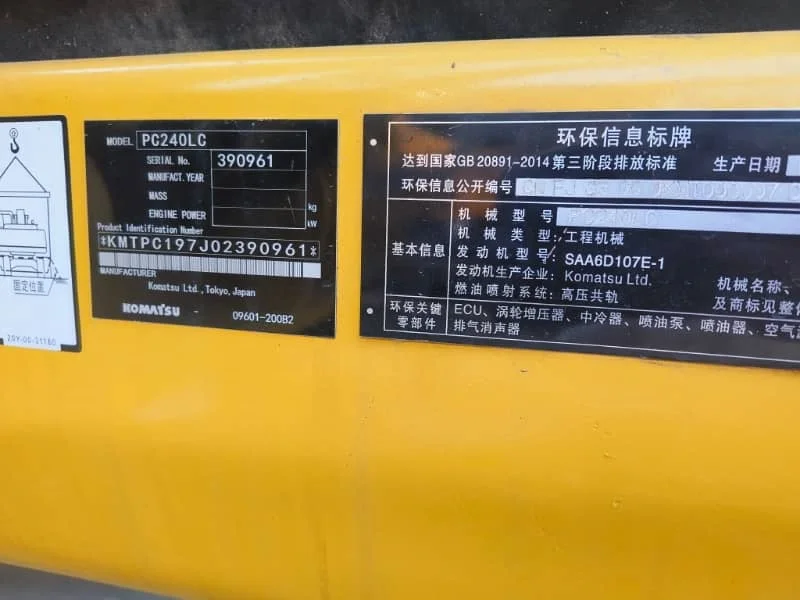 固定位置
20Y-00-31180
MODEL PC240LC
SERIAL No. 390961
MANUFACT. YEAR
MASS kg
ENGINE POWER kW
Product Identification Number
*KMTPC197J02390961*
MANUFACTURER
Komatsu Ltd.,Tokyo,Japan
KOMATSU 09601-200B2
环保信息标牌
达到国家GB 20891-2014 第三阶段排放标准 生产日期
环保信息公开编号
基本信息
机械型号 PC240LC
机械类型:工程机械
发动机型号: SAA6D107E-1
发动机生产企业: Komatsu Ltd.
燃油喷射系统: 高压共轨
机械名称、
及商标见整体
环保关键零部件
ECU、涡轮增压器、中冷器、喷油泵、喷油器、空气
排气消声器